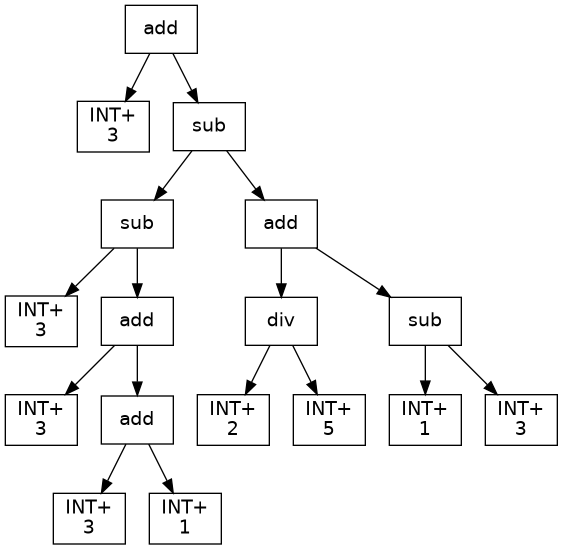 add
INT+
3
sub
sub
add
INT+
3
add
div
sub
INT+
3
add
INT+
2
INT+
5
INT+
1
INT+
3
INT+
3
INT+
1